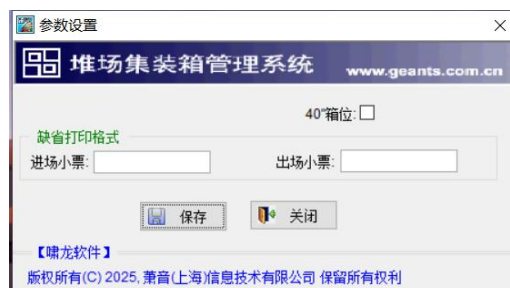 参数设置
堆场集装箱管理系统 www.geants.com.cn
40"箱位:
缺省打印格式
进场小票: 出场小票:
保存 关闭
【啸龙软件】
版权所有(C) 2025, 萧音(上海)信息技术有限公司 保留所有权利